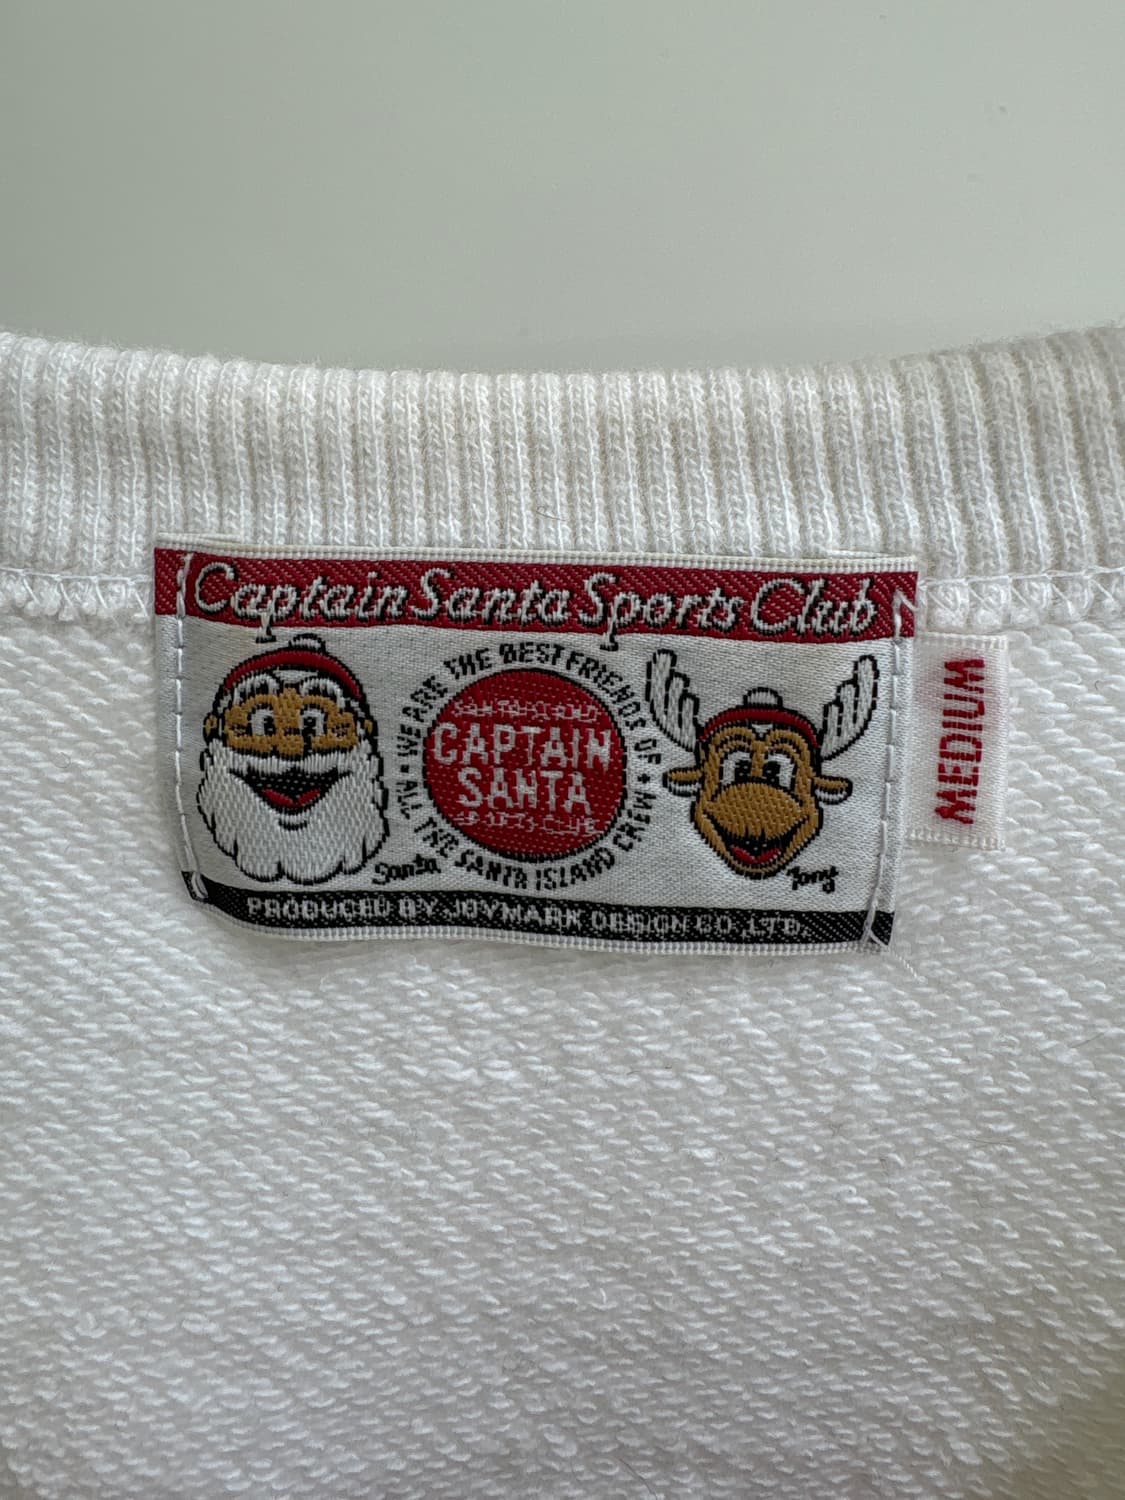 Captain Santa Sports Club
WE ARE THE BEST FRIENDS OF
CAPTAIN
SANTA
ALL THE SANTA ISLAND CREW
Santa
Tony
PRODUCED BY JOYMARK DESIGN CO.,LTD.
MEDIUM